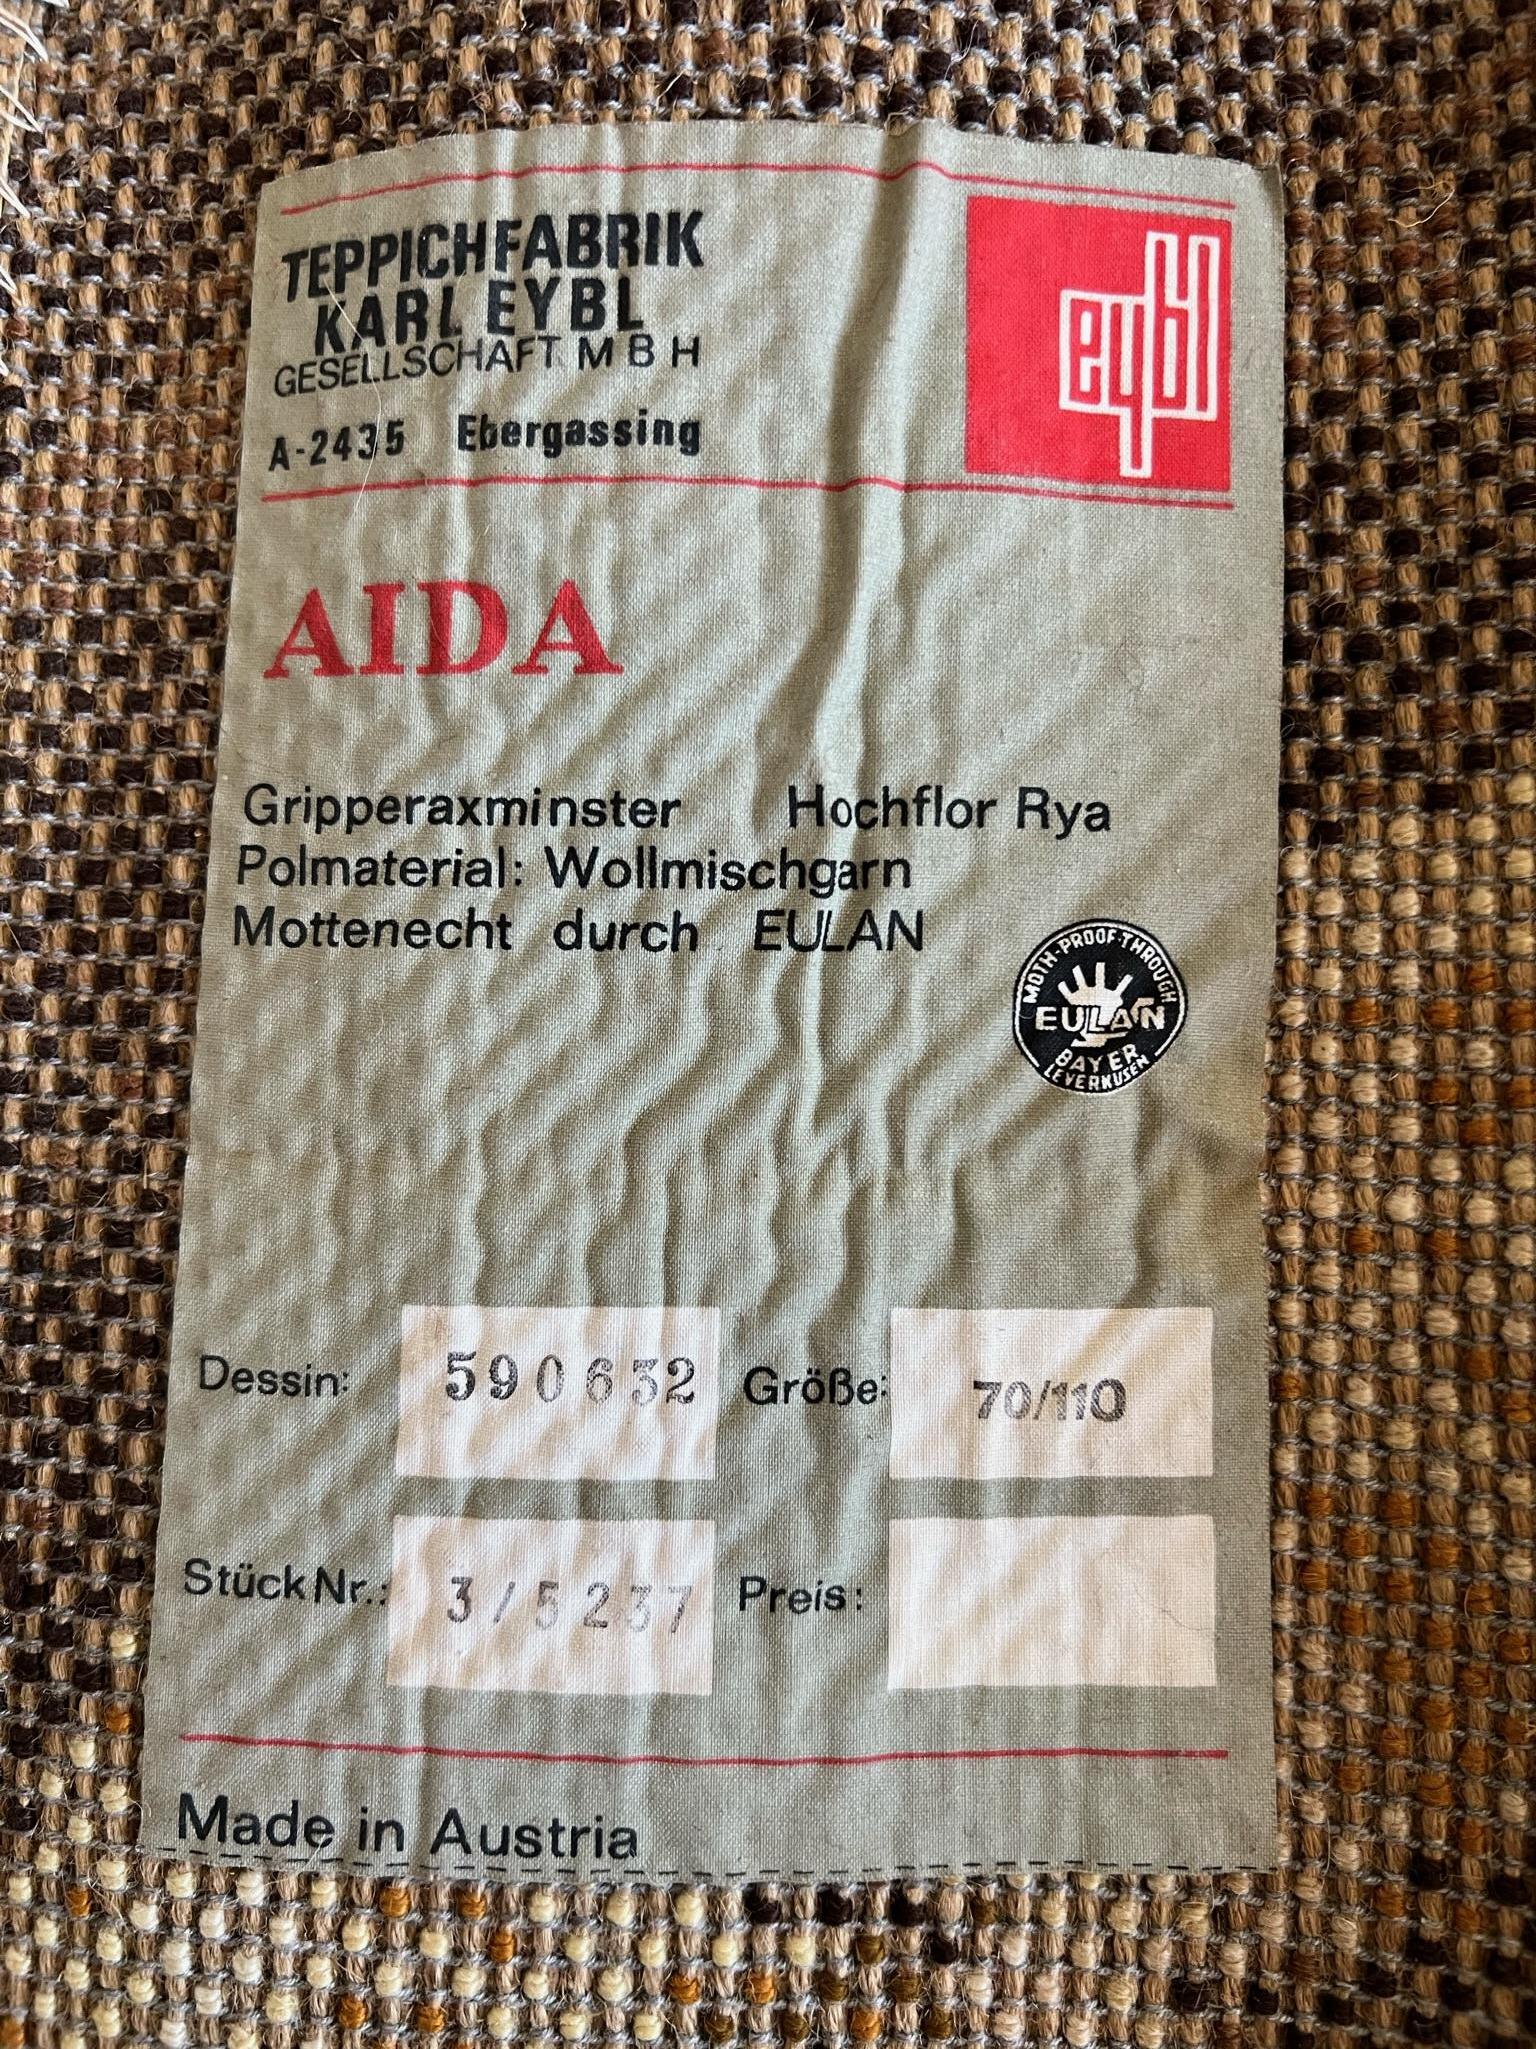 TEPPICHFABRIK
KARL EYBL
GESELLSCHAFT M B H
A-2435 Ebergassing
eybl
AIDA
Gripperaxminster Hochflor Rya
Polmaterial: Wollmischgarn
Mottenecht durch EULAN
MOTH-PROOF-THROUGH
EULAN
BAYER
LEVERKUSEN
Dessin: 590632 Größe: 70/110
Stück Nr.: 3/5237 Preis:
Made in Austria